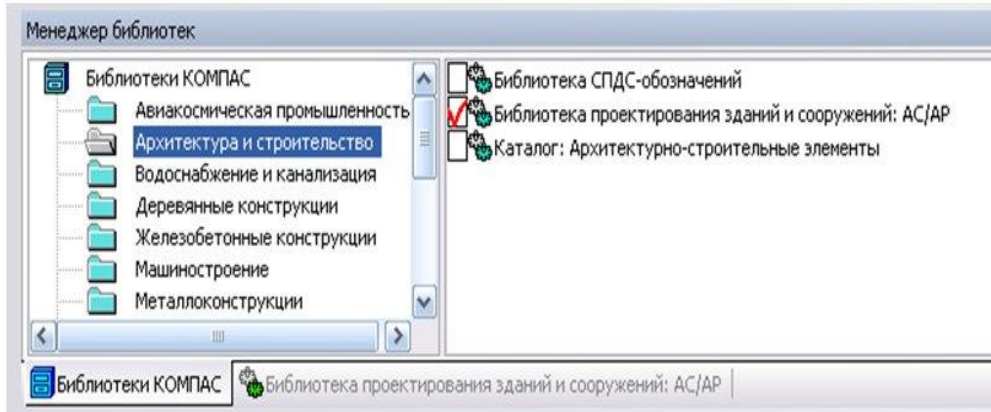 Менеджер библиотек
Библиотеки КОМПАС
Авиакосмическая промышленность
Архитектура и строительство
Водоснабжение и канализация
Деревянные конструкции
Железобетонные конструкции
Машиностроение
Металлоконструкции
Библиотека СПДС-обозначений
Библиотека проектирования зданий и сооружений: АС/АР
Каталог: Архитектурно-строительные элементы
Библиотеки КОМПАС
Библиотека проектирования зданий и сооружений: АС/АР